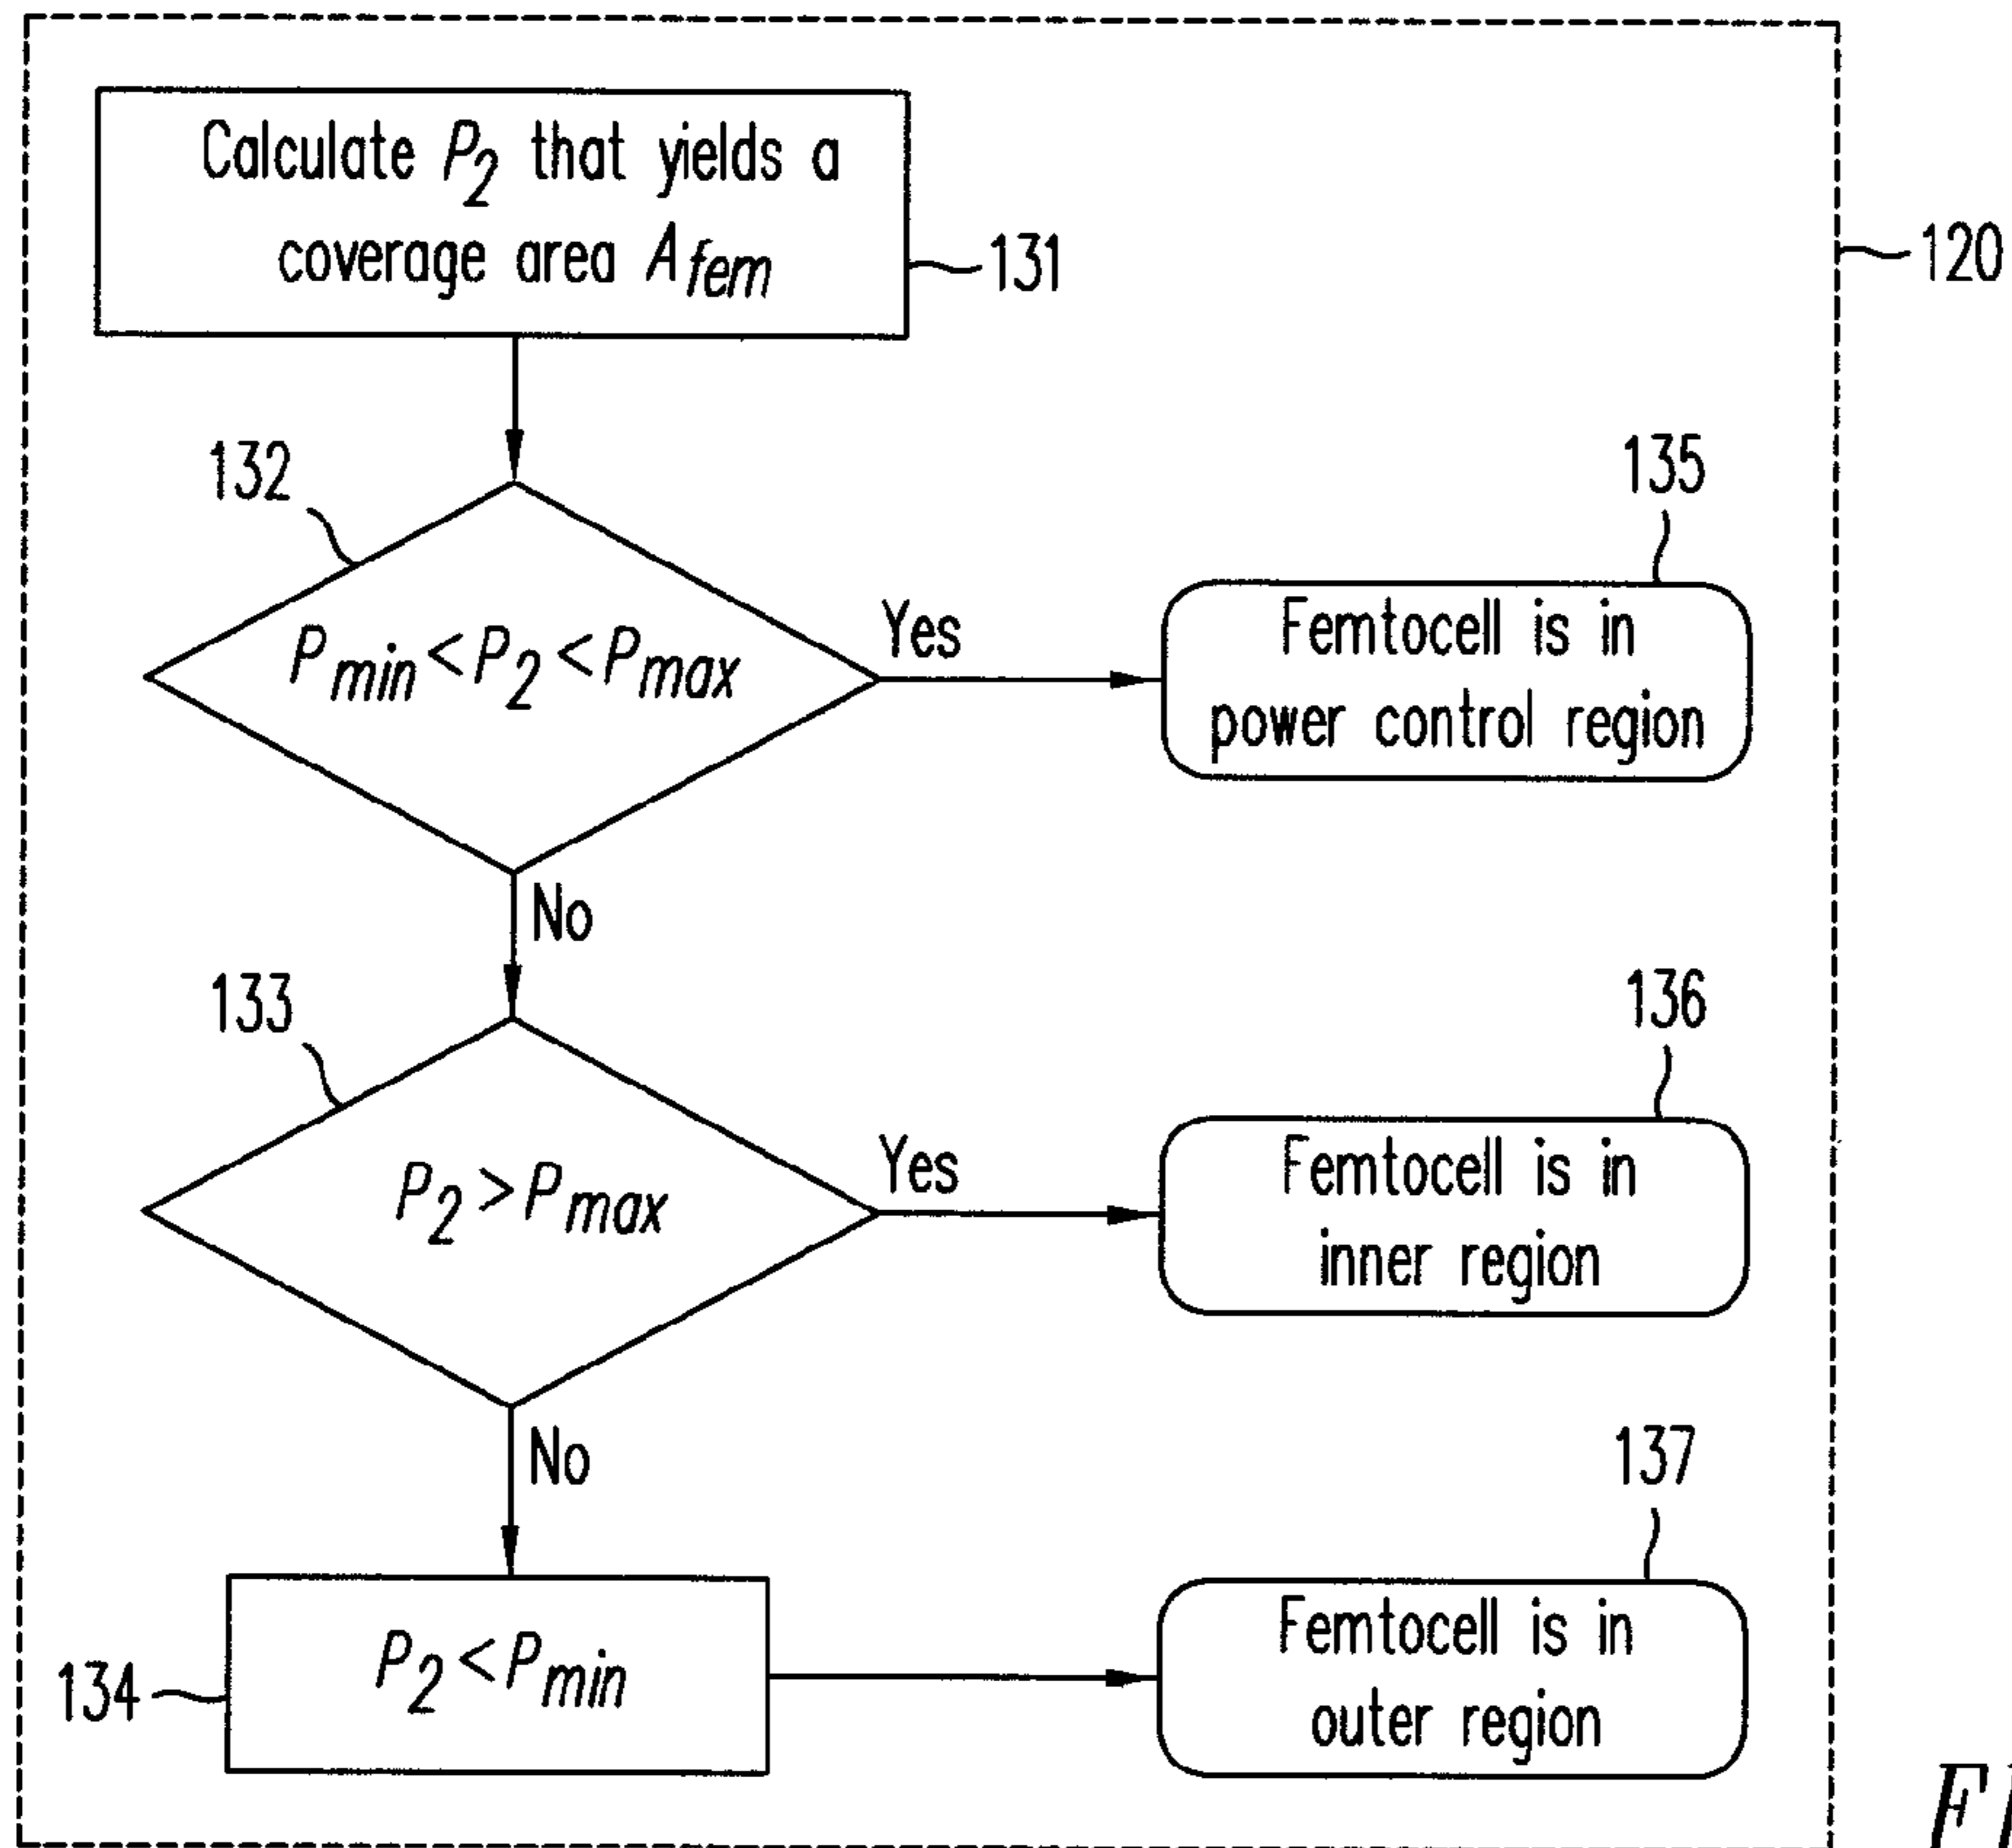 Calculate P2 that yields a
coverage area Afem
131
120
132
Pmin<P2<Pmax
Yes
135
Femtocell is in
power control region
No
133
P2>Pmax
Yes
136
Femtocell is in
inner region
No
134
P2<Pmin
137
Femtocell is in
outer region